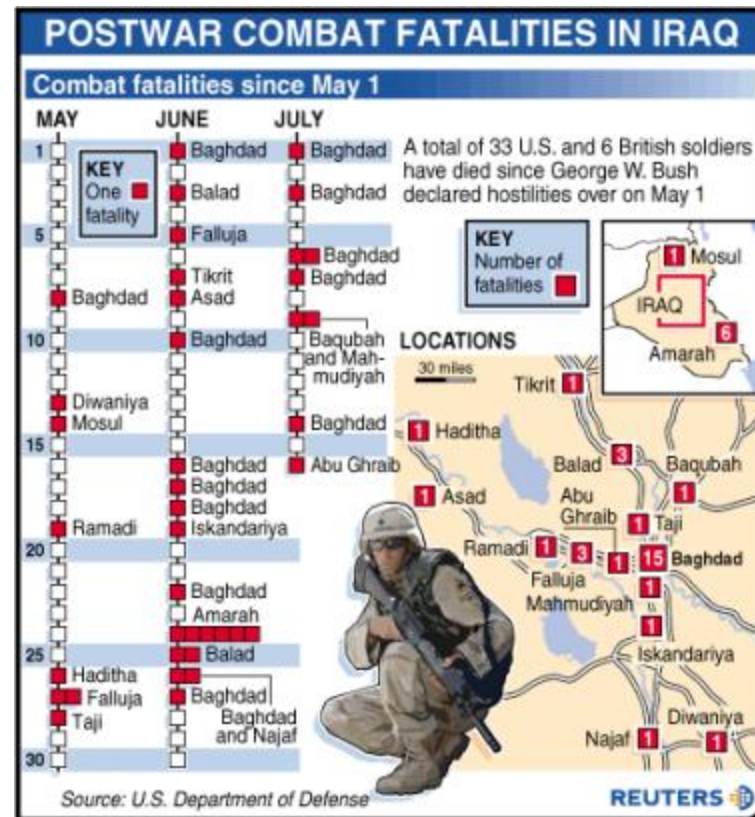 POSTWAR COMBAT FATALITIES IN IRAQ
Combat fatalities since May 1
MAY
JUNE
JULY
1
5
10
15
20
25
30
KEY
One
fatality
Baghdad
Diwaniya
Mosul
Ramadi
Haditha
Falluja
Taji
Baghdad
Balad
Falluja
Tikrit
Asad
Baghdad
Baghdad
Baghdad
Baghdad
Iskandariya
Baghdad
Amarah
Balad
Baghdad
Baghdad
and Najaf
Baghdad
Baghdad
Baghdad
Baghdad
Baqubah
and Mah-
mudiyah
Baghdad
Abu Ghraib
A total of 33 U.S. and 6 British soldiers
have died since George W. Bush
declared hostilities over on May 1
KEY
Number of
fatalities
1 Mosul
IRAQ
6
Amarah
LOCATIONS
30 miles
Tikrit 1
1 Haditha
Balad 3
Baqubah
1
1 Asad
Abu
Ghraib
1 Taji
Ramadi 1
3
1
15 Baghdad
Falluja
Mahmudiyah 1
1
Iskandariya
Najaf 1
Diwaniya
1
Source: U.S. Department of Defense
REUTERS